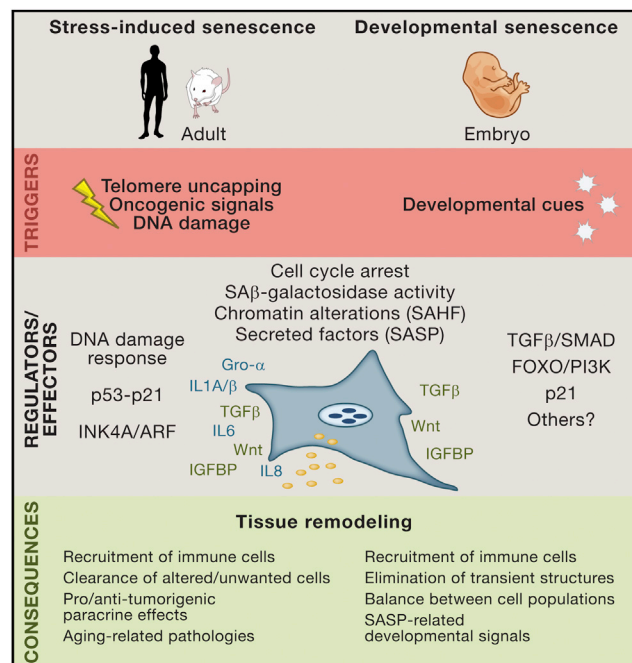 Stress-induced senescence
Developmental senescence
Adult
Embryo
TRIGGERS
Telomere uncapping
Oncogenic signals
DNA damage
Developmental cues
REGULATORS/
EFFECTORS
Cell cycle arrest
SAβ-galactosidase activity
Chromatin alterations (SAHF)
Secreted factors (SASP)
DNA damage
response
p53-p21
INK4A/ARF
Gro-α
IL1A/β
TGFβ
IL6
Wnt
IGFBP
IL8
TGFβ
Wnt
IGFBP
TGFβ/SMAD
FOXO/PI3K
p21
Others?
CONSEQUENCES
Tissue remodeling
Recruitment of immune cells
Clearance of altered/unwanted cells
Pro/anti-tumorigenic
paracrine effects
Aging-related pathologies
Recruitment of immune cells
Elimination of transient structures
Balance between cell populations
SASP-related
developmental signals